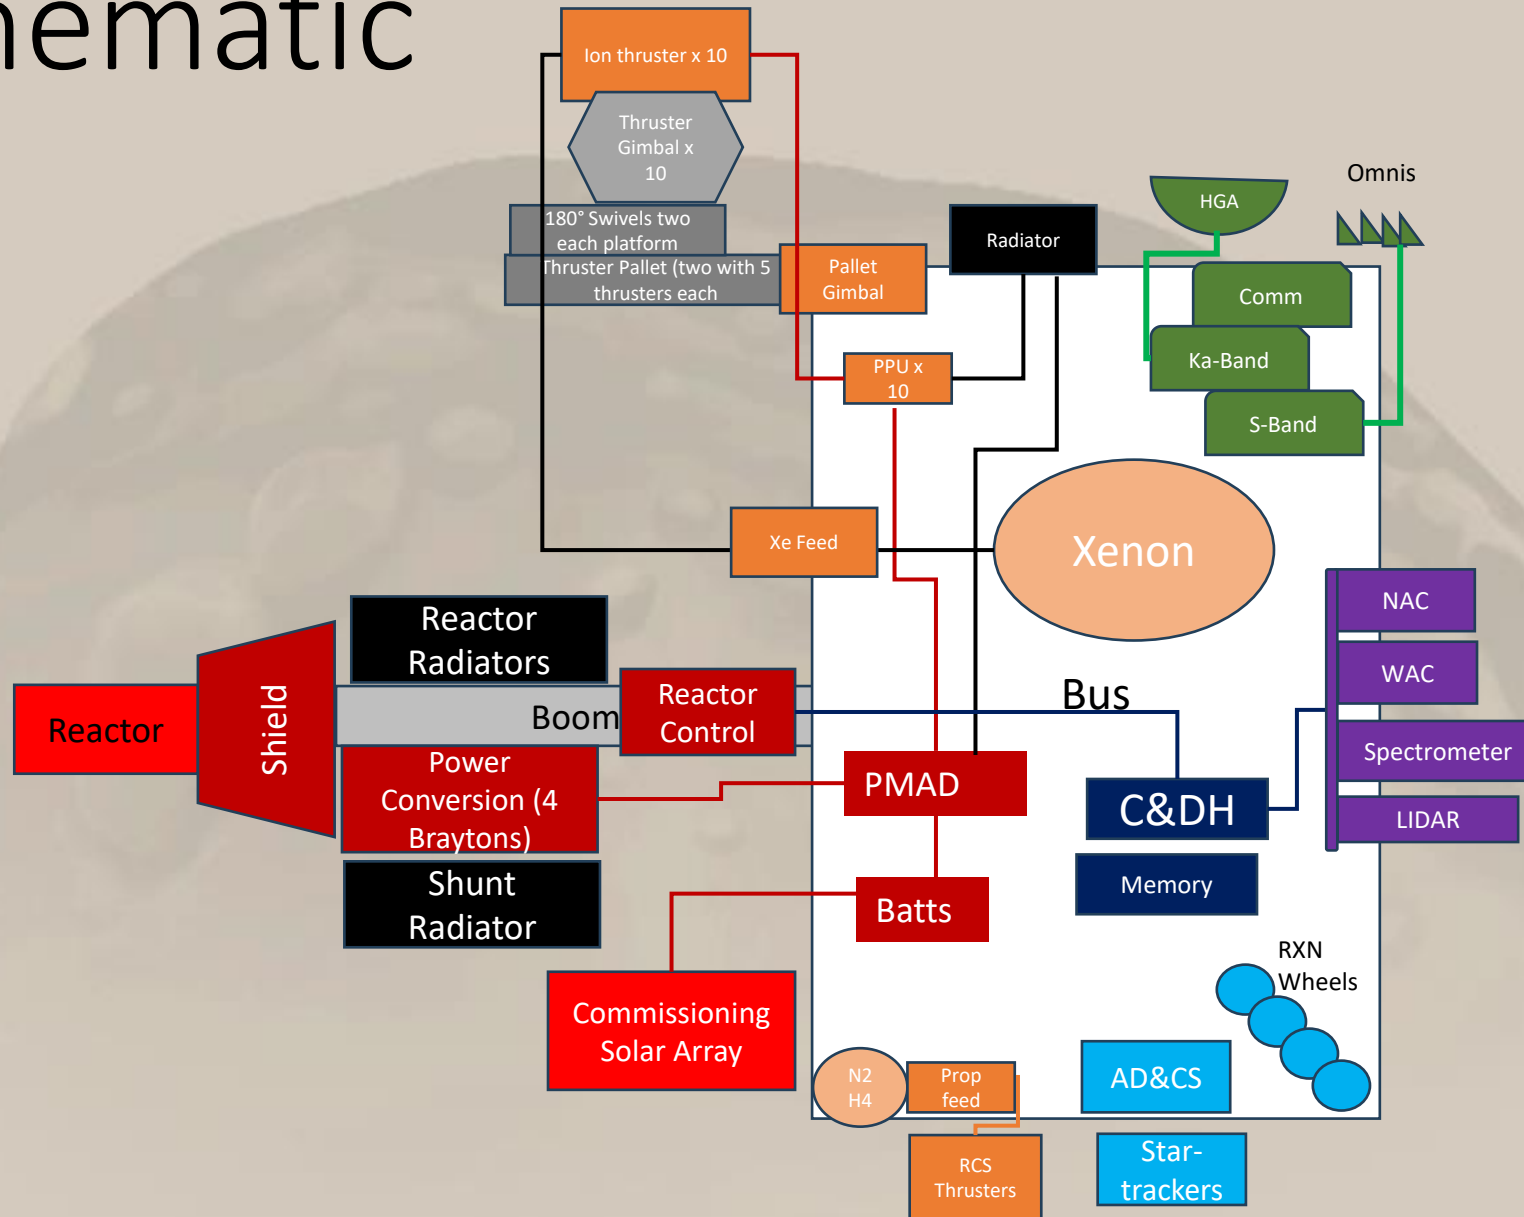 hematic
Ion thruster x 10
Thruster
Gimbal x
10
180° Swivels two
each platform
Thruster Pallet (two with 5
thrusters each
Pallet
Gimbal
Radiator
HGA
Omnis
Comm
Ka-Band
S-Band
PPU x
10
Xe Feed
Xenon
NAC
WAC
Spectrometer
LIDAR
Reactor
Radiators
Reactor
Shield
Boom
Reactor
Control
Bus
Power
Conversion (4
Braytons)
PMAD
C&DH
Shunt
Radiator
Batts
Memory
Commissioning
Solar Array
RXN
Wheels
N2
H4
Prop
feed
AD&CS
RCS
Thrusters
Star-
trackers